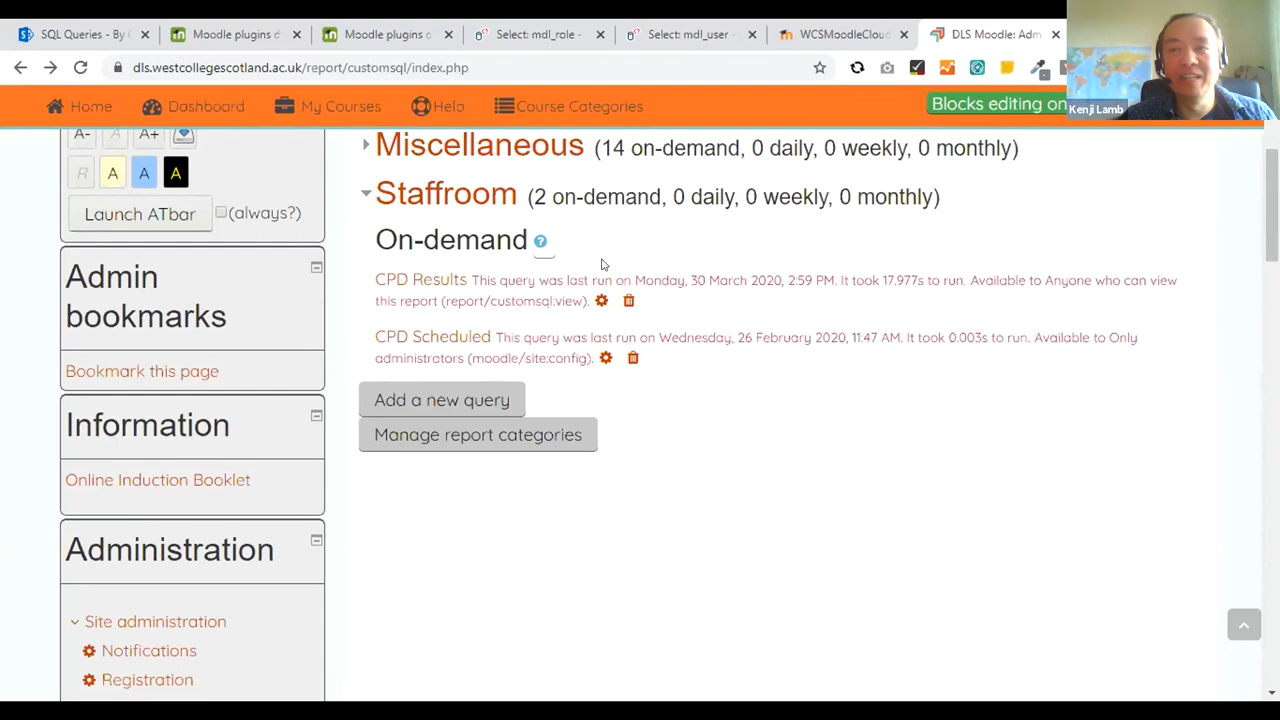 SQL Queries - By C
Moodle plugins d
Moodle plugins d
Select: mdl_role -
Select: mdl_user -
WCSMoodleCloud
DLS Moodle: Adm
dls.westcollegescotland.ac.uk/report/customsql/index.php
Home
Dashboard
My Courses
Help
Course Categories
Blocks editing on
Kenji Lamb
A-
A
A+
R
A
A
A
Launch ATbar
(always?)
Admin
bookmarks
Bookmark this page
Information
Online Induction Booklet
Administration
Site administration
Notifications
Registration
Miscellaneous (14 on-demand, 0 daily, 0 weekly, 0 monthly)
Staffroom (2 on-demand, 0 daily, 0 weekly, 0 monthly)
On-demand
CPD Results This query was last run on Monday, 30 March 2020, 2:59 PM. It took 17.977s to run. Available to Anyone who can view
this report (report/customsql:view).
CPD Scheduled This query was last run on Wednesday, 26 February 2020, 11:47 AM. It took 0.003s to run. Available to Only
administrators (moodle/site:config).
Add a new query
Manage report categories